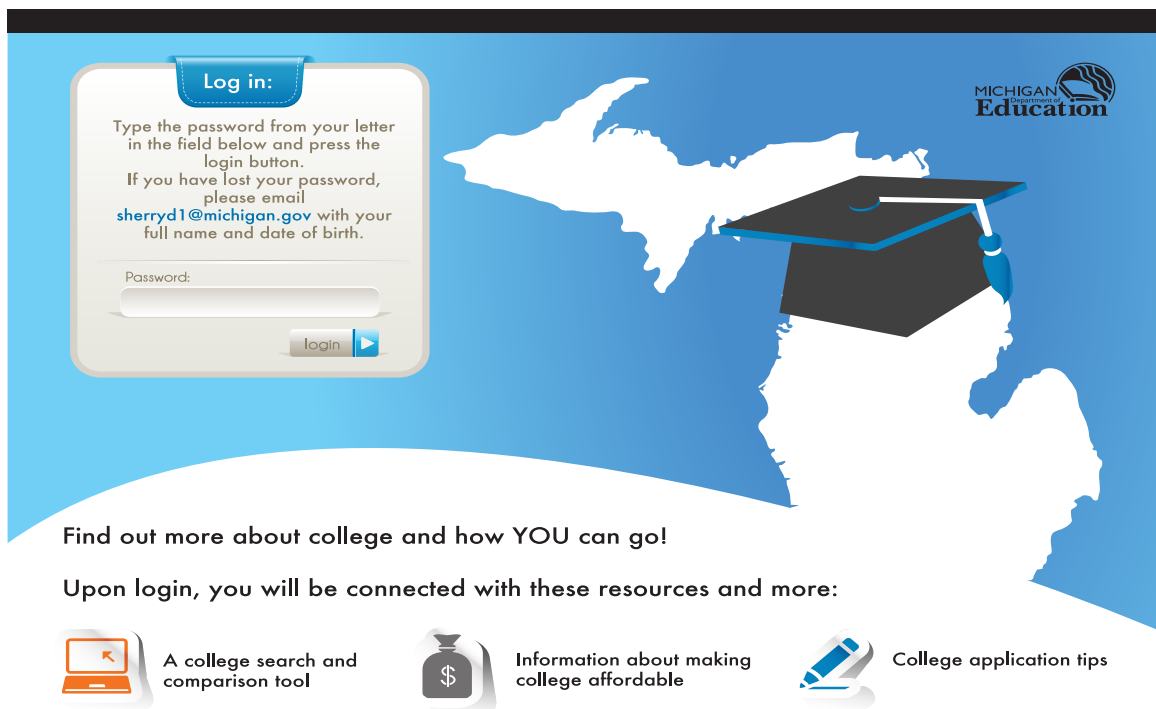 Log in:
Type the password from your letter
in the field below and press the
login button.
If you have lost your password,
please email
sherryd1@michigan.gov with your
full name and date of birth.
Password:
login
MICHIGAN
Department of
Education
Find out more about college and how YOU can go!
Upon login, you will be connected with these resources and more:
A college search and
comparison tool
$
Information about making
college affordable
College application tips